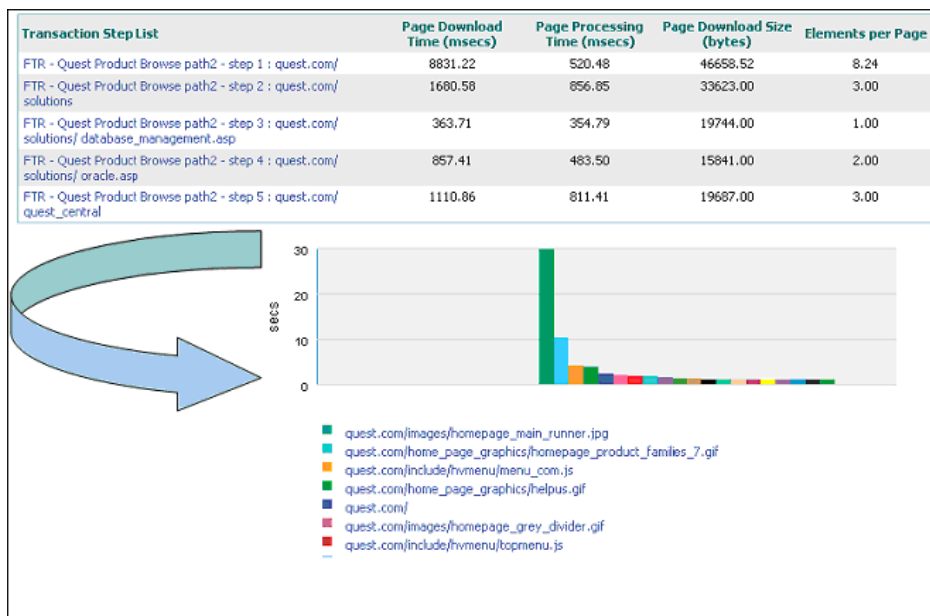 Transaction Step List
Page Download Time (msecs)
Page Processing Time (msecs)
Page Download Size (bytes)
Elements per Page
FTR - Quest Product Browse path2 - step 1 : quest.com/ 8831.22 520.48 46658.52 8.24
FTR - Quest Product Browse path2 - step 2 : quest.com/ 1680.58 856.85 33623.00 3.00
solutions
FTR - Quest Product Browse path2 - step 3 : quest.com/ 363.71 354.79 19744.00 1.00
solutions/ database_management.asp
FTR - Quest Product Browse path2 - step 4 : quest.com/ 857.41 483.50 15841.00 2.00
solutions/ oracle.asp
FTR - Quest Product Browse path2 - step 5 : quest.com/ 1110.86 811.41 19687.00 3.00
quest_central
30
20
secs
10
0
quest.com/images/homepage_main_runner.jpg
quest.com/home_page_graphics/homepage_product_families_7.gif
quest.com/include/hvmenu/menu_com.js
quest.com/home_page_graphics/helpus.gif
quest.com/
quest.com/images/homepage_grey_divider.gif
quest.com/include/hvmenu/topmenu.js